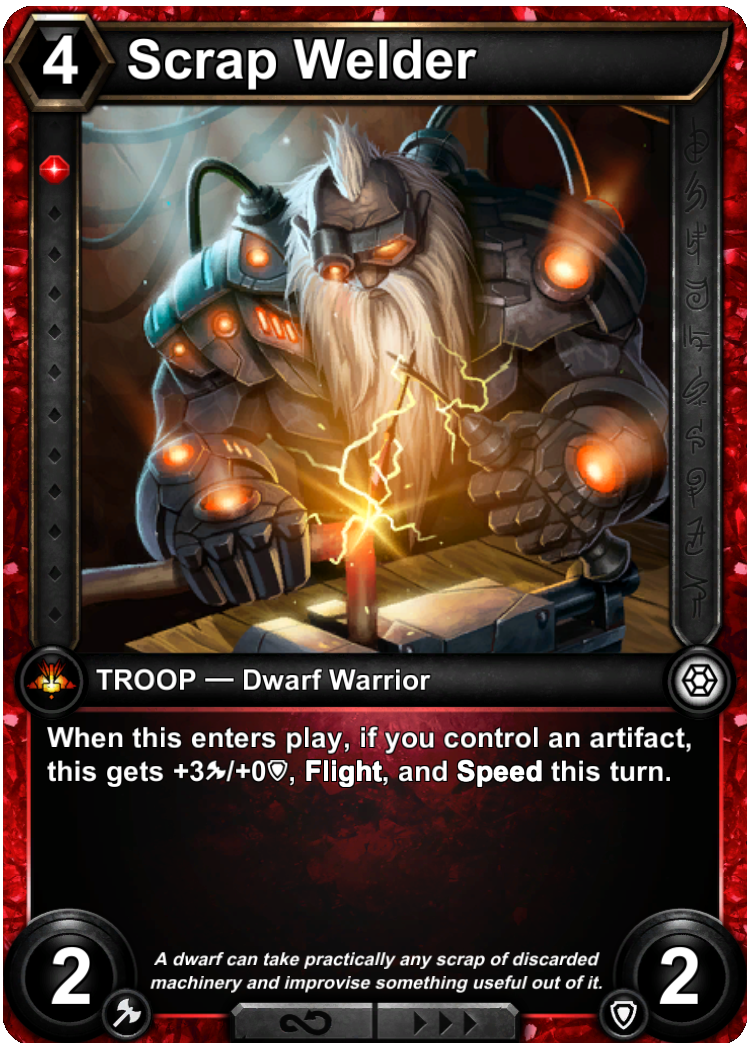 4
Scrap Welder
TROOP — Dwarf Warrior
When this enters play, if you control an artifact,
this gets +3/+0, Flight, and Speed this turn.
A dwarf can take practically any scrap of discarded
machinery and improvise something useful out of it.
2
2